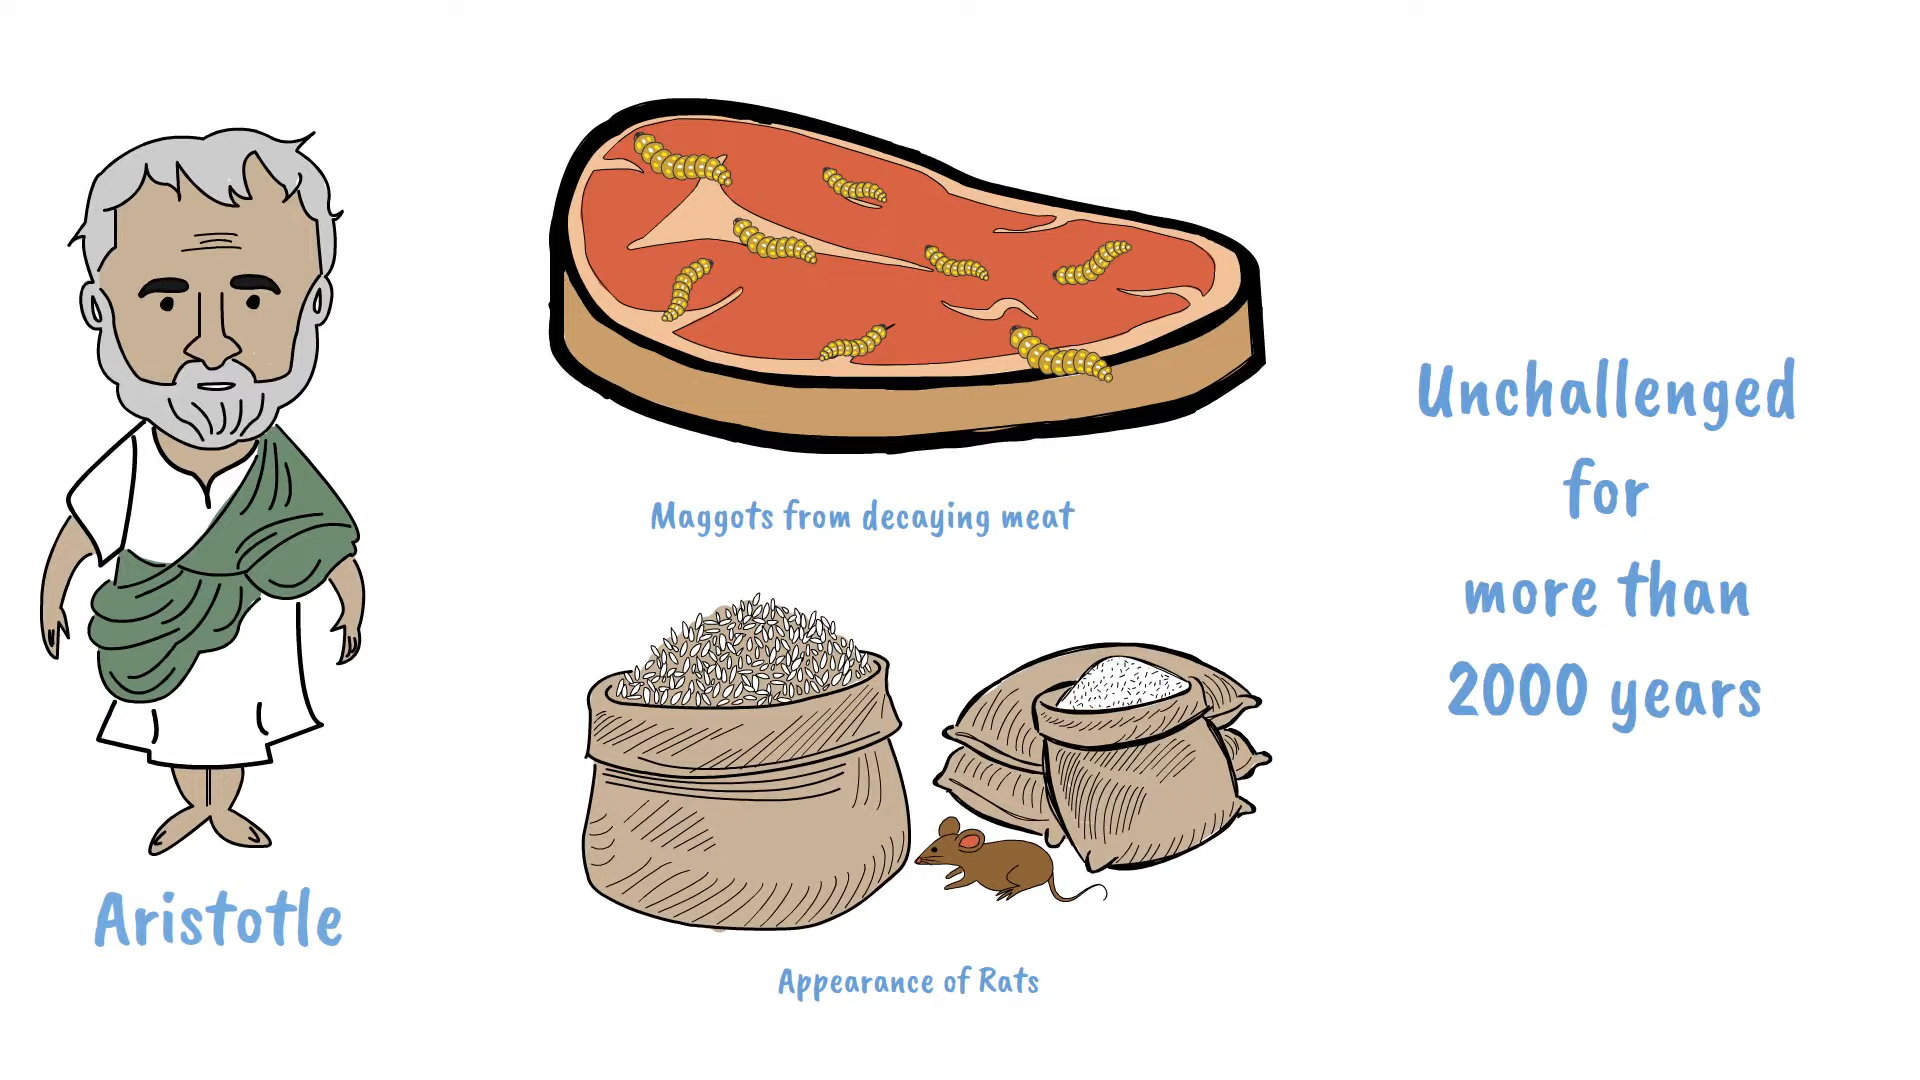 Aristotle
Maggots from decaying meat
Appearance of Rats
Unchallenged
for
more than
2000 years